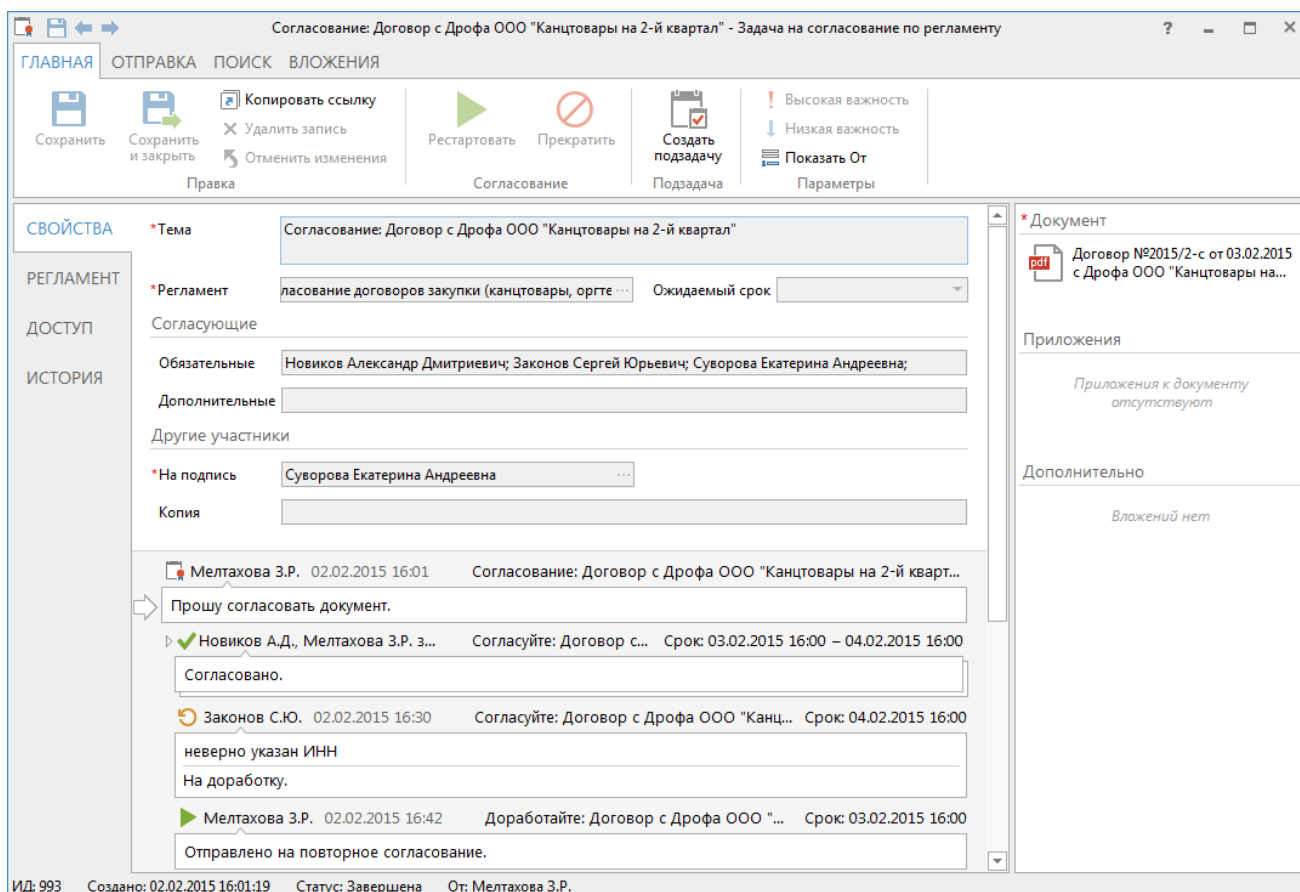 Согласование: Договор с Дрофа ООО "Канцтовары на 2-й квартал" - Задача на согласование по регламенту
?
ГЛАВНАЯ ОТПРАВКА ПОИСК ВЛОЖЕНИЯ
Сохранить
Сохранить
и закрыть
Копировать ссылку
Удалить запись
Отменить изменения
Правка
Рестартовать
Прекратить
Согласование
Создать
подзадачу
Подзадача
Высокая важность
Низкая важность
Показать От
Параметры
СВОЙСТВА
РЕГЛАМЕНТ
ДОСТУП
ИСТОРИЯ
*Тема Согласование: Договор с Дрофа ООО "Канцтовары на 2-й квартал"
*Регламент ласование договоров закупки (канцтовары, оргте ... Ожидаемый срок
Согласующие
Обязательные Новиков Александр Дмитриевич; Законов Сергей Юрьевич; Суворова Екатерина Андреевна;
Дополнительные
Другие участники
*На подпись Суворова Екатерина Андреевна ...
Копия
Мелтахова З.Р. 02.02.2015 16:01 Согласование: Договор с Дрофа ООО "Канцтовары на 2-й кварт...
Прошу согласовать документ.
Новиков А.Д., Мелтахова З.Р. з... Согласуйте: Договор с... Срок: 03.02.2015 16:00 – 04.02.2015 16:00
Согласовано.
Законов С.Ю. 02.02.2015 16:30 Согласуйте: Договор с Дрофа ООО "Канц... Срок: 04.02.2015 16:00
неверно указан ИНН
На доработку.
Мелтахова З.Р. 02.02.2015 16:42 Доработайте: Договор с Дрофа ООО "... Срок: 03.02.2015 16:00
Отправлено на повторное согласование.
* Документ
pdf
Договор №2015/2-с от 03.02.2015
с Дрофа ООО "Канцтовары на...
Приложения
Приложения к документу
отсутствуют
Дополнительно
Вложений нет
ИД: 993 Создано: 02.02.2015 16:01:19 Статус: Завершена От: Мелтахова З.Р.